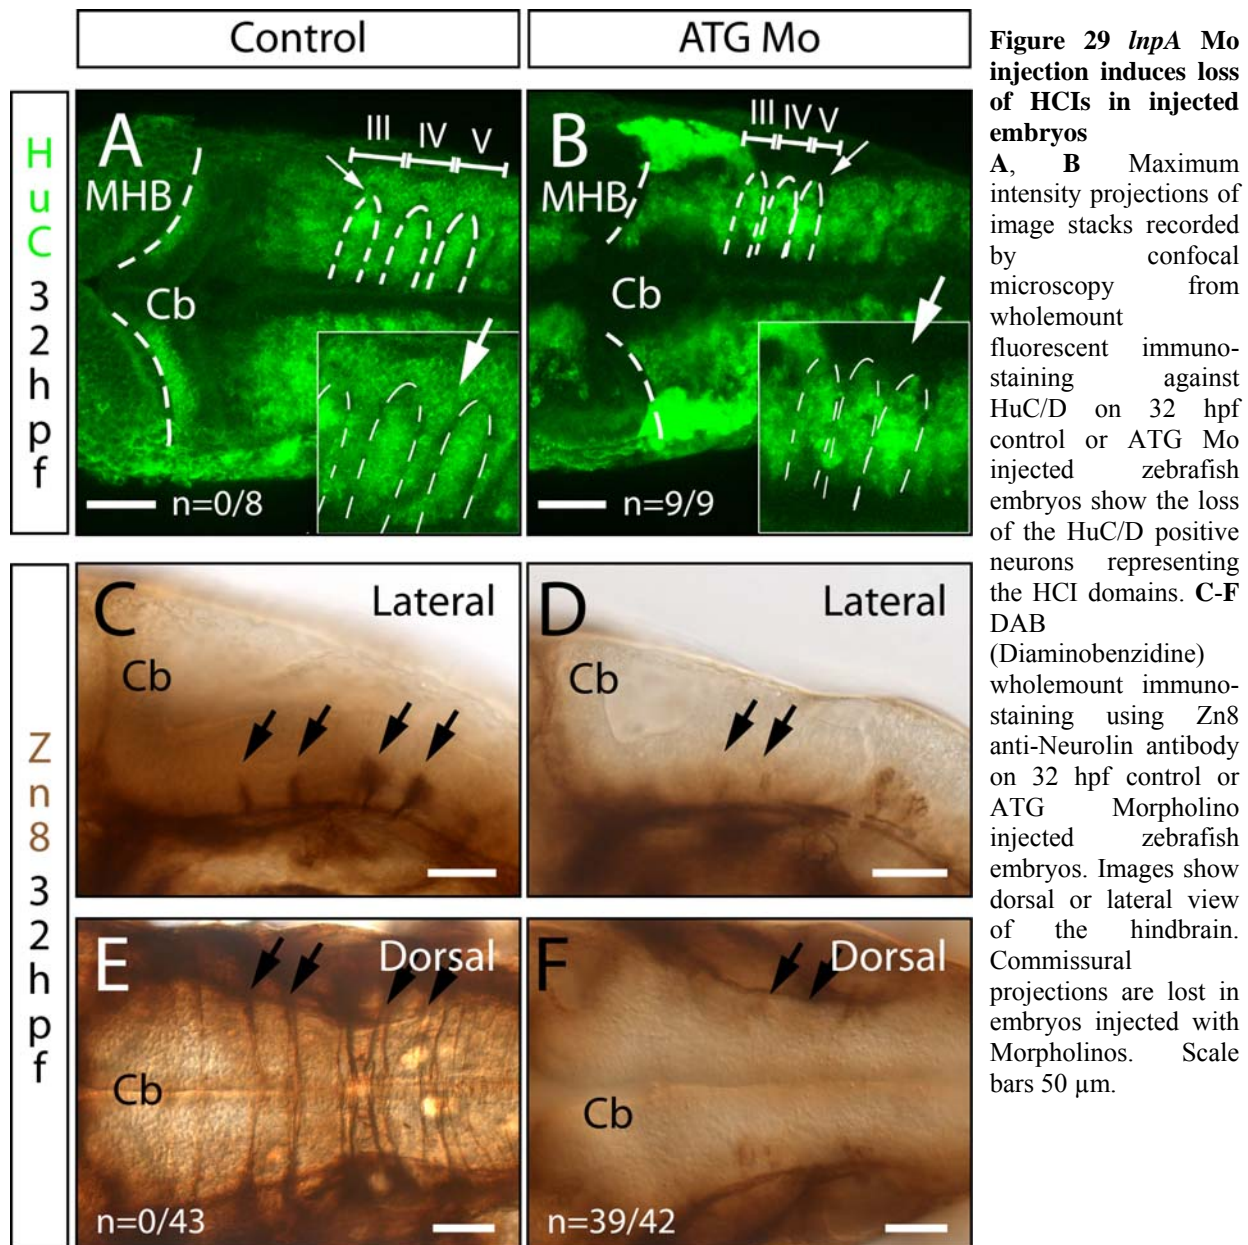 Control
ATG Mo
HuC 32hpf
A
III IV V
MHB
Cb
n=0/8
B
III IV V
MHB
Cb
n=9/9
Zn8 32hpf
C
Lateral
Cb
D
Lateral
Cb
E
Dorsal
Cb
n=0/43
F
Dorsal
Cb
n=39/42
Figure 29 lnpA Mo
injection induces loss
of HCIs in injected
embryos
A, B Maximum
intensity projections of
image stacks recorded
by confocal
microscopy from
wholemount
fluorescent immuno-
staining against
HuC/D on 32 hpf
control or ATG Mo
injected zebrafish
embryos show the loss
of the HuC/D positive
neurons representing
the HCI domains. C-F
DAB
(Diaminobenzidine)
wholemount immuno-
staining using Zn8
anti-Neurolin antibody
on 32 hpf control or
ATG Morpholino
injected zebrafish
embryos. Images show
dorsal or lateral view
of the hindbrain.
Commissural
projections are lost in
embryos injected with
Morpholinos. Scale
bars 50 µm.